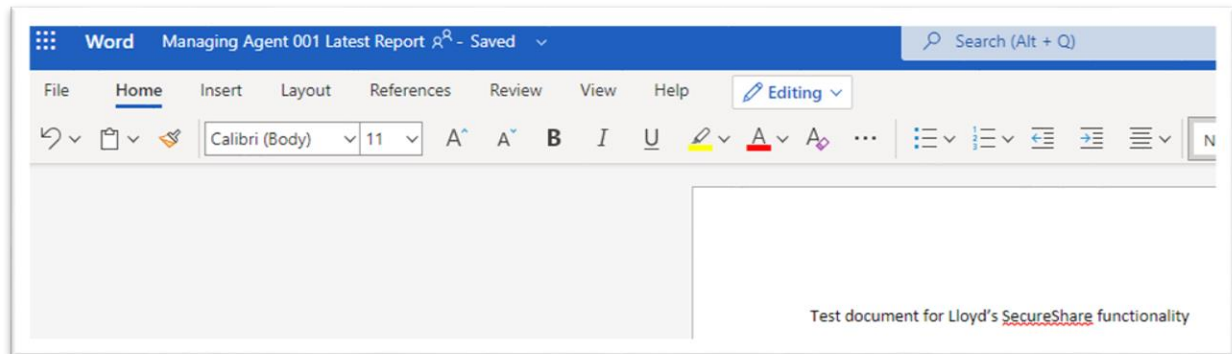 Word Managing Agent 001 Latest Report - Saved Search (Alt + Q)
File Home Insert Layout References Review View Help Editing
Calibri (Body) 11 A A B I U A A ... N
Test document for Lloyd's SecureShare functionality